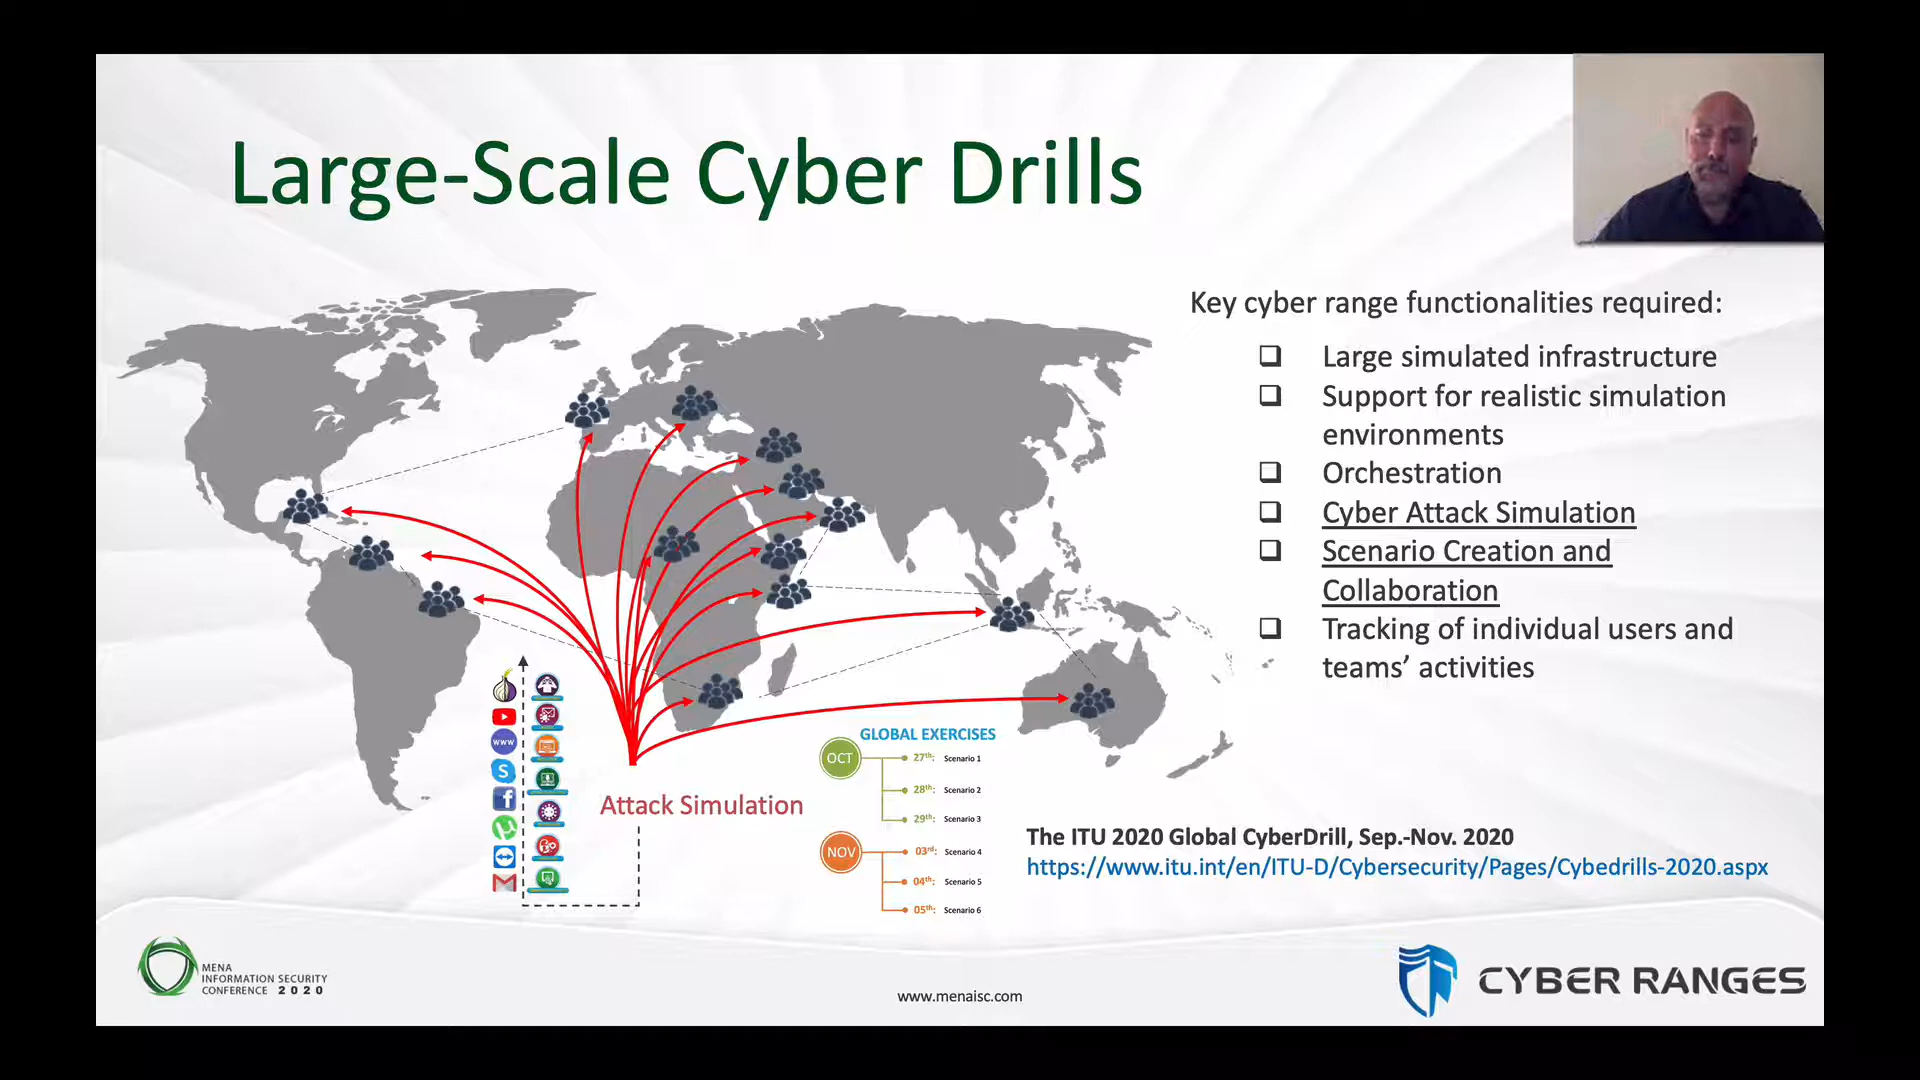 Large-Scale Cyber Drills
Key cyber range functionalities required:
Large simulated infrastructure
Support for realistic simulation
environments
Orchestration
Cyber Attack Simulation
Scenario Creation and
Collaboration
Tracking of individual users and
teams’ activities
www
Attack Simulation
GLOBAL EXERCISES
OCT
27th: Scenario 1
28th: Scenario 2
29th: Scenario 3
NOV
03rd: Scenario 4
04th: Scenario 5
05th: Scenario 6
The ITU 2020 Global CyberDrill, Sep.-Nov. 2020
https://www.itu.int/en/ITU-D/Cybersecurity/Pages/Cybedrills-2020.aspx
MENA
INFORMATION SECURITY
CONFERENCE 2020
www.menaisc.com
CYBER RANGES